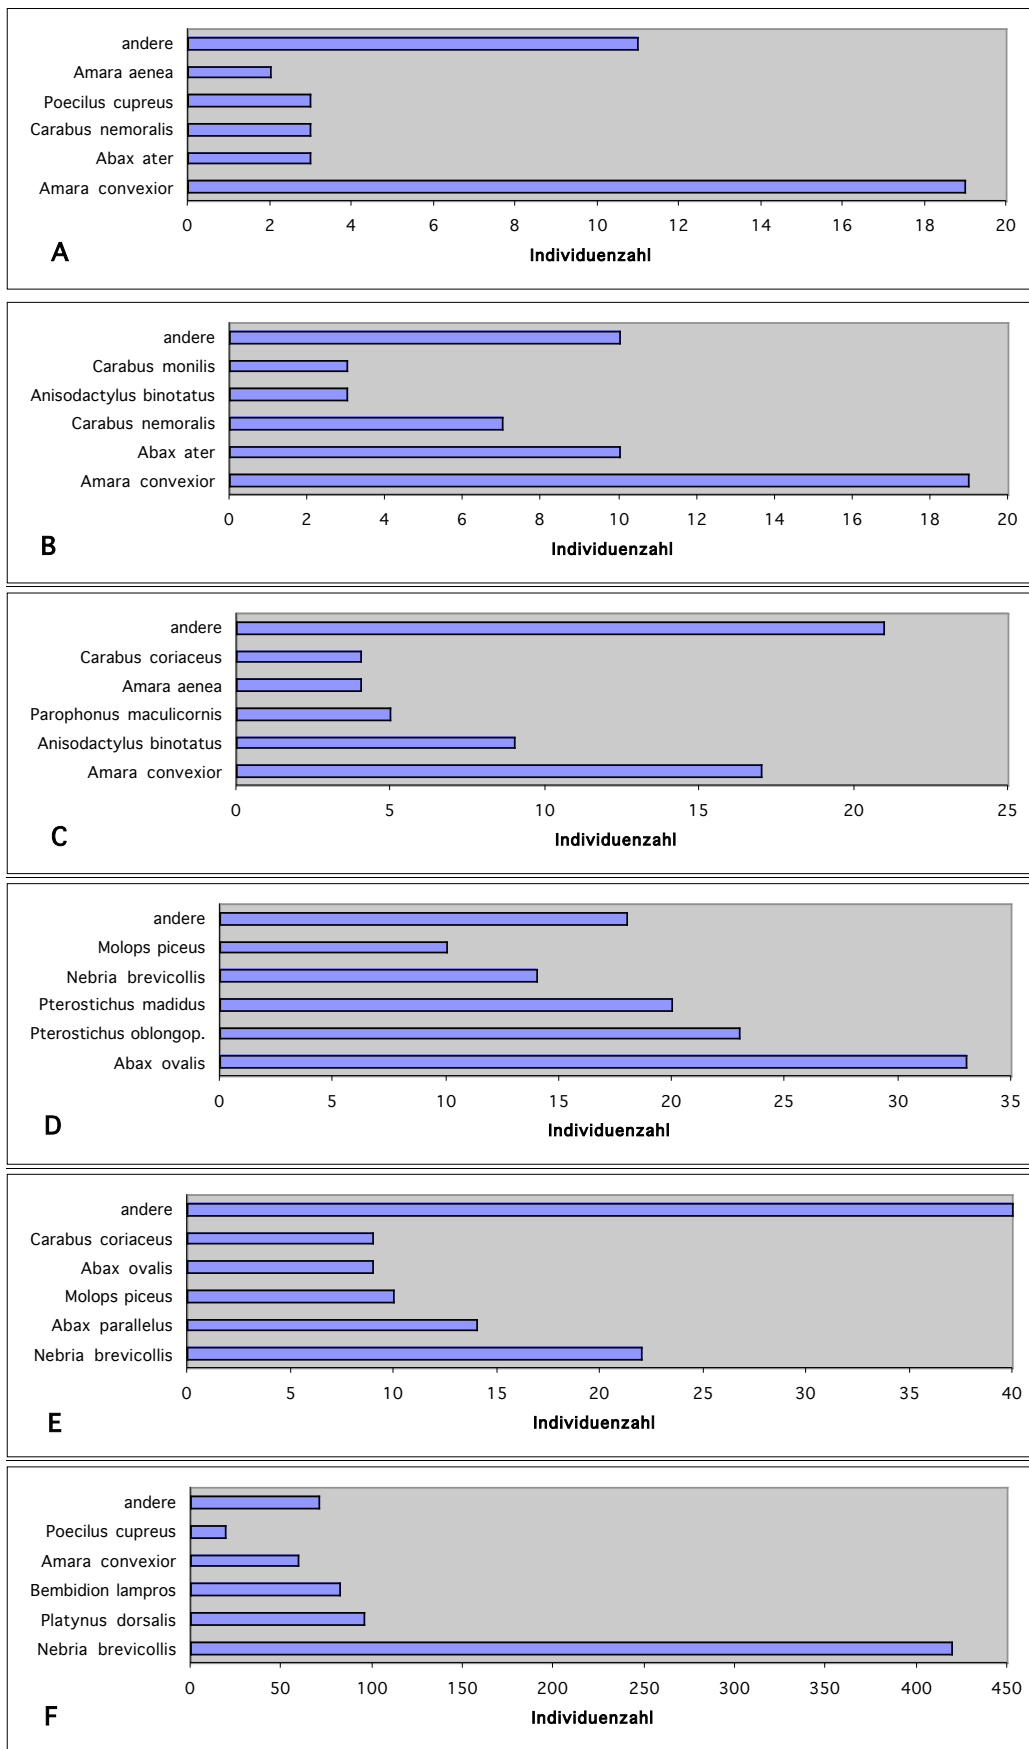 andere
Amara aenea
Poecilus cupreus
Carabus nemoralis
Abax ater
Amara convexior
0 2 4 6 8 10 12 14 16 18 20
Individuenzahl
A
andere
Carabus monilis
Anisodactylus binotatus
Carabus nemoralis
Abax ater
Amara convexior
0 2 4 6 8 10 12 14 16 18 20
Individuenzahl
B
andere
Carabus coriaceus
Amara aenea
Parophonus maculicornis
Anisodactylus binotatus
Amara convexior
0 5 10 15 20 25
Individuenzahl
C
andere
Molops piceus
Nebria brevicollis
Pterostichus madidus
Pterostichus oblongop.
Abax ovalis
0 5 10 15 20 25 30 35
Individuenzahl
D
andere
Carabus coriaceus
Abax ovalis
Molops piceus
Abax parallelus
Nebria brevicollis
0 5 10 15 20 25 30 35 40
Individuenzahl
E
andere
Poecilus cupreus
Amara convexior
Bembidion lampros
Platynus dorsalis
Nebria brevicollis
0 50 100 150 200 250 300 350 400 450
Individuenzahl
F